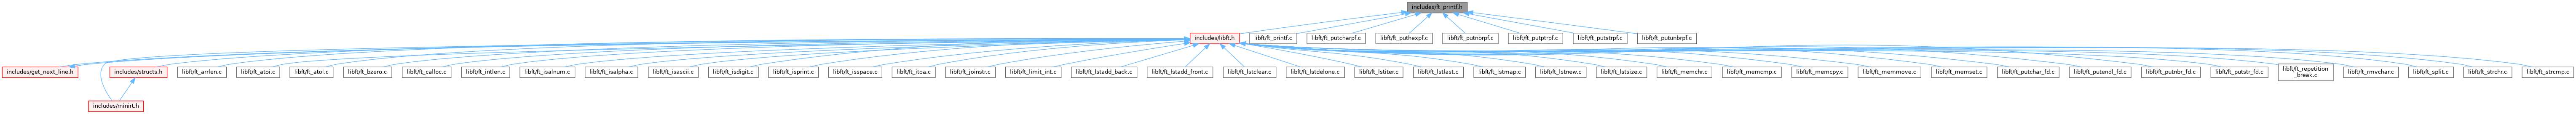 includes/ft_printf.h
includes/libft.h
libft/ft_printf.c
libft/ft_putcharpf.c
libft/ft_puthexpf.c
libft/ft_putnbrpf.c
libft/ft_putptrpf.c
libft/ft_putstrpf.c
libft/ft_putunbrpf.c
includes/get_next_line.h
includes/structs.h
libft/ft_arrlen.c
libft/ft_atoi.c
libft/ft_atol.c
libft/ft_bzero.c
libft/ft_calloc.c
libft/ft_intlen.c
libft/ft_isalnum.c
libft/ft_isalpha.c
libft/ft_isascii.c
libft/ft_isdigit.c
libft/ft_isprint.c
libft/ft_isspace.c
libft/ft_itoa.c
libft/ft_joinstr.c
libft/ft_limit_int.c
libft/ft_lstadd_back.c
libft/ft_lstadd_front.c
libft/ft_lstclear.c
libft/ft_lstdelone.c
libft/ft_lstiter.c
libft/ft_lstlast.c
libft/ft_lstmap.c
libft/ft_lstnew.c
libft/ft_lstsize.c
libft/ft_memchr.c
libft/ft_memcmp.c
libft/ft_memcpy.c
libft/ft_memmove.c
libft/ft_memset.c
libft/ft_putchar_fd.c
libft/ft_putendl_fd.c
libft/ft_putnbr_fd.c
libft/ft_putstr_fd.c
libft/ft_repetition
_break.c
libft/ft_rmvchar.c
libft/ft_split.c
libft/ft_strchr.c
libft/ft_strcmp.c
includes/minirt.h